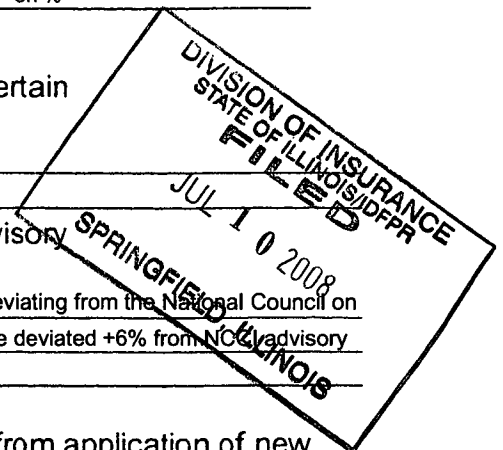 ertain
DIVISION OF INSURANCE
STATE OF ILLINOIS/IDFPR
FILED
JUL 10 2008
SPRINGFIELD, ILLINOIS
visory
eviating from the National Council on
e deviated +6% from NCCI advisory
from application of new